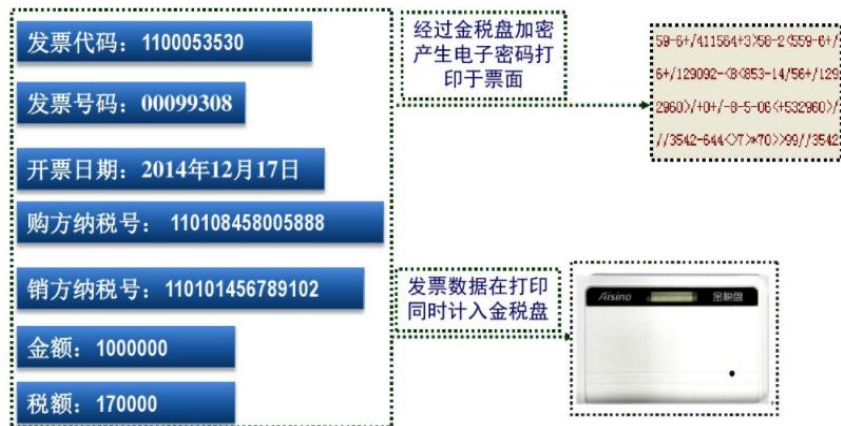 发票代码：1100053530
发票号码：00099308
开票日期：2014年12月17日
购方纳税号：110108458005888
销方纳税号：110101456789102
金额：1000000
税额：170000
经过金税盘加密
产生电子密码打
印于票面
59-6+/411564+3>58-2<559-6+/
6+/129092-<8<853-14/56+/129
2960>/+0+/-8-5-06<+532960>/
//3542-644<>7>*70>>99//3542
发票数据在打印
同时计入金税盘
Aisino 金税盘